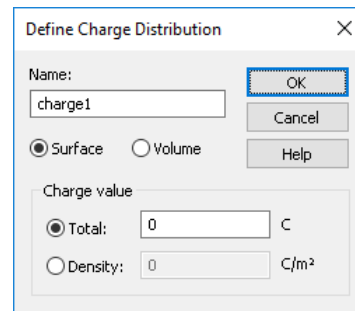 Define Charge Distribution
Name:
charge1
OK
Cancel
Help
Surface
Volume
Charge value
Total:
0
C
Density:
0
C/m²